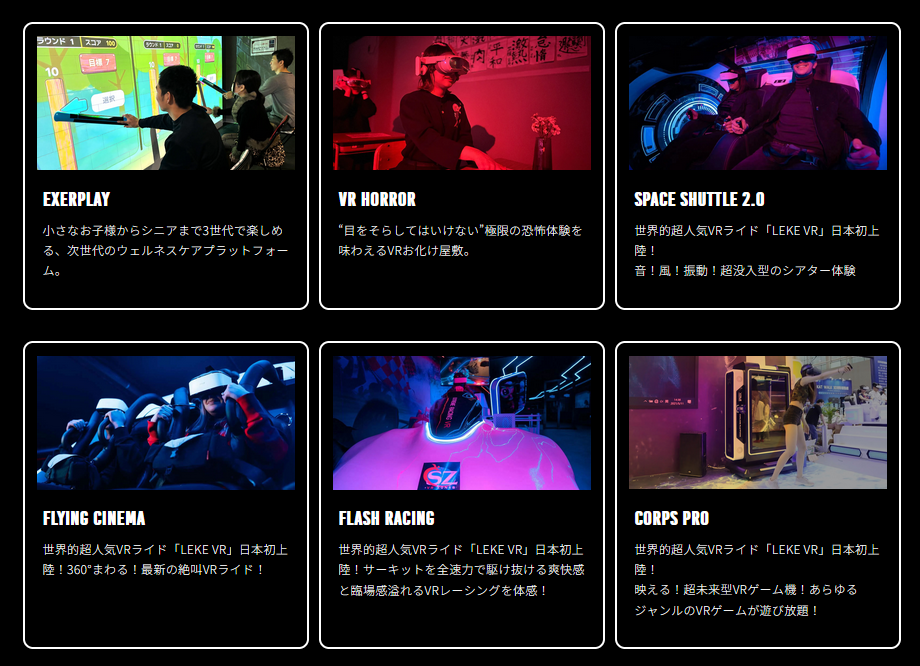 ラウンド 1 スコア 100
目標 7
10
選択
EXERPLAY
小さなお子様からシニアまで3世代で楽しめ
る、次世代のウェルネスケアプラットフォー
ム。
VR HORROR
“目をそらしてはいけない”極限の恐怖体験を
味わえるVRお化け屋敷。
SPACE SHUTTLE 2.0
世界的超人気VRライド「LEKE VR」日本初上
陸！
音！風！振動！超没入型のシアター体験
FLYING CINEMA
世界的超人気VRライド「LEKE VR」日本初上
陸！360°まわる！最新の絶叫VRライド！
SZ
FLASH RACING
世界的超人気VRライド「LEKE VR」日本初上
陸！サーキットを全速力で駆け抜ける爽快感
と臨場感溢れるVRレーシングを体感！
CORPS PRO
世界的超人気VRライド「LEKE VR」日本初上
陸！
映える！超未来型VRゲーム機！あらゆる
ジャンルのVRゲームが遊び放題！